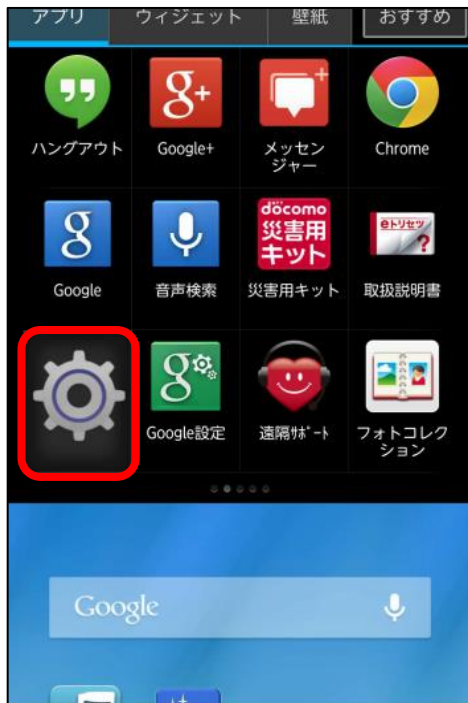 アプリ
ウィジェット
壁紙
おすすめ
g+
ハングアウト
Google+
メッセン
ジャー
Chrome
g
döcomo
災害用
キット
eトリセツ
?
Google
音声検索
災害用キット
取扱説明書
g
Google設定
遠隔ｻﾎﾟｰﾄ
フォトコレク
ション
Google